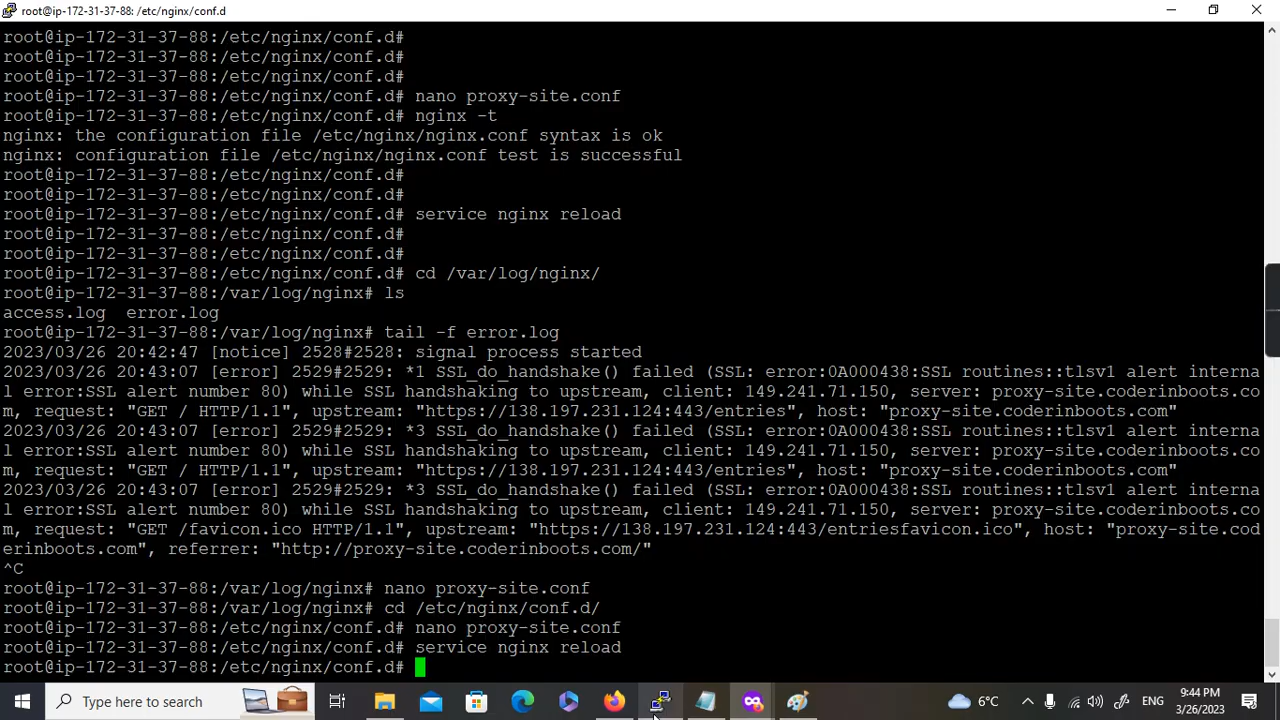 root@ip-172-31-37-88: /etc/nginx/conf.d
root@ip-172-31-37-88:/etc/nginx/conf.d#
root@ip-172-31-37-88:/etc/nginx/conf.d#
root@ip-172-31-37-88:/etc/nginx/conf.d#
root@ip-172-31-37-88:/etc/nginx/conf.d# nano proxy-site.conf
root@ip-172-31-37-88:/etc/nginx/conf.d# nginx -t
nginx: the configuration file /etc/nginx/nginx.conf syntax is ok
nginx: configuration file /etc/nginx/nginx.conf test is successful
root@ip-172-31-37-88:/etc/nginx/conf.d#
root@ip-172-31-37-88:/etc/nginx/conf.d#
root@ip-172-31-37-88:/etc/nginx/conf.d# service nginx reload
root@ip-172-31-37-88:/etc/nginx/conf.d#
root@ip-172-31-37-88:/etc/nginx/conf.d#
root@ip-172-31-37-88:/etc/nginx/conf.d# cd /var/log/nginx/
root@ip-172-31-37-88:/var/log/nginx# ls
access.log  error.log
root@ip-172-31-37-88:/var/log/nginx# tail -f error.log
2023/03/26 20:42:47 [notice] 2528#2528: signal process started
2023/03/26 20:43:07 [error] 2529#2529: *1 SSL_do_handshake() failed (SSL: error:0A000438:SSL routines::tlsv1 alert interna
l error:SSL alert number 80) while SSL handshaking to upstream, client: 149.241.71.150, server: proxy-site.coderinboots.co
m, request: "GET / HTTP/1.1", upstream: "https://138.197.231.124:443/entries", host: "proxy-site.coderinboots.com"
2023/03/26 20:43:07 [error] 2529#2529: *3 SSL_do_handshake() failed (SSL: error:0A000438:SSL routines::tlsv1 alert interna
l error:SSL alert number 80) while SSL handshaking to upstream, client: 149.241.71.150, server: proxy-site.coderinboots.co
m, request: "GET / HTTP/1.1", upstream: "https://138.197.231.124:443/entries", host: "proxy-site.coderinboots.com"
2023/03/26 20:43:07 [error] 2529#2529: *3 SSL_do_handshake() failed (SSL: error:0A000438:SSL routines::tlsv1 alert interna
l error:SSL alert number 80) while SSL handshaking to upstream, client: 149.241.71.150, server: proxy-site.coderinboots.co
m, request: "GET /favicon.ico HTTP/1.1", upstream: "https://138.197.231.124:443/entriesfavicon.ico", host: "proxy-site.cod
erinboots.com", referrer: "http://proxy-site.coderinboots.com/"
^C
root@ip-172-31-37-88:/var/log/nginx# nano proxy-site.conf
root@ip-172-31-37-88:/var/log/nginx# cd /etc/nginx/conf.d/
root@ip-172-31-37-88:/etc/nginx/conf.d# nano proxy-site.conf
root@ip-172-31-37-88:/etc/nginx/conf.d# service nginx reload
root@ip-172-31-37-88:/etc/nginx/conf.d#
Type here to search
6°C
ENG
9:44 PM
3/26/2023